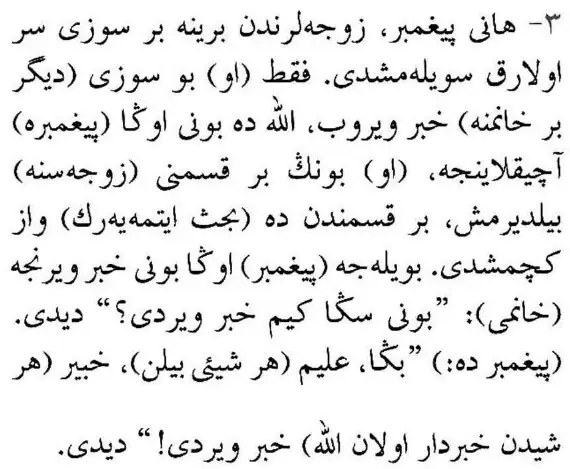 ٣- هانی پیغمبر، زوجه‌لرندن برینه بر سوزی سر
اولارق سویله‌مشدی. فقط (او) بو سوزی (دیگر
بر خانمنه) خبر ویروب، الله ده بونی اوڭا (پیغمبره)
آچیقلاینجه، (او) بونڭ بر قسمنی (زوجه‌سنه)
بیلدیرمش، بر قسمندن ده (بحث ایتمه‌یه‌رك) واز
کچمشدی. بویله‌جه (پیغمبر) اوڭا بونی خبر ویرنجه
(خانمی): ”بونی سڭا کیم خبر ویردی؟“ دیدی.
(پیغمبر ده:) ”بڭا، علیم (هر شیئی بیلن)، خبیر (هر
شیدن خبردار اولان الله) خبر ویردی!“ دیدی.